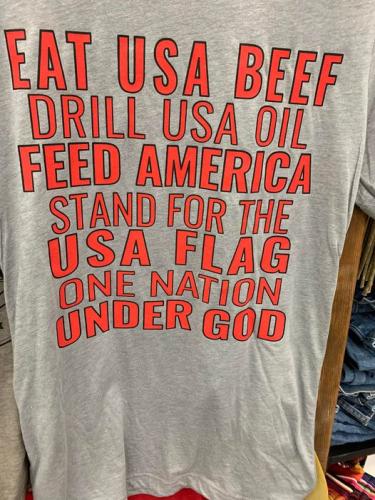 EAT USA BEEF
DRILL USA OIL
FEED AMERICA
STAND FOR THE
USA FLAG
ONE NATION
UNDER GOD